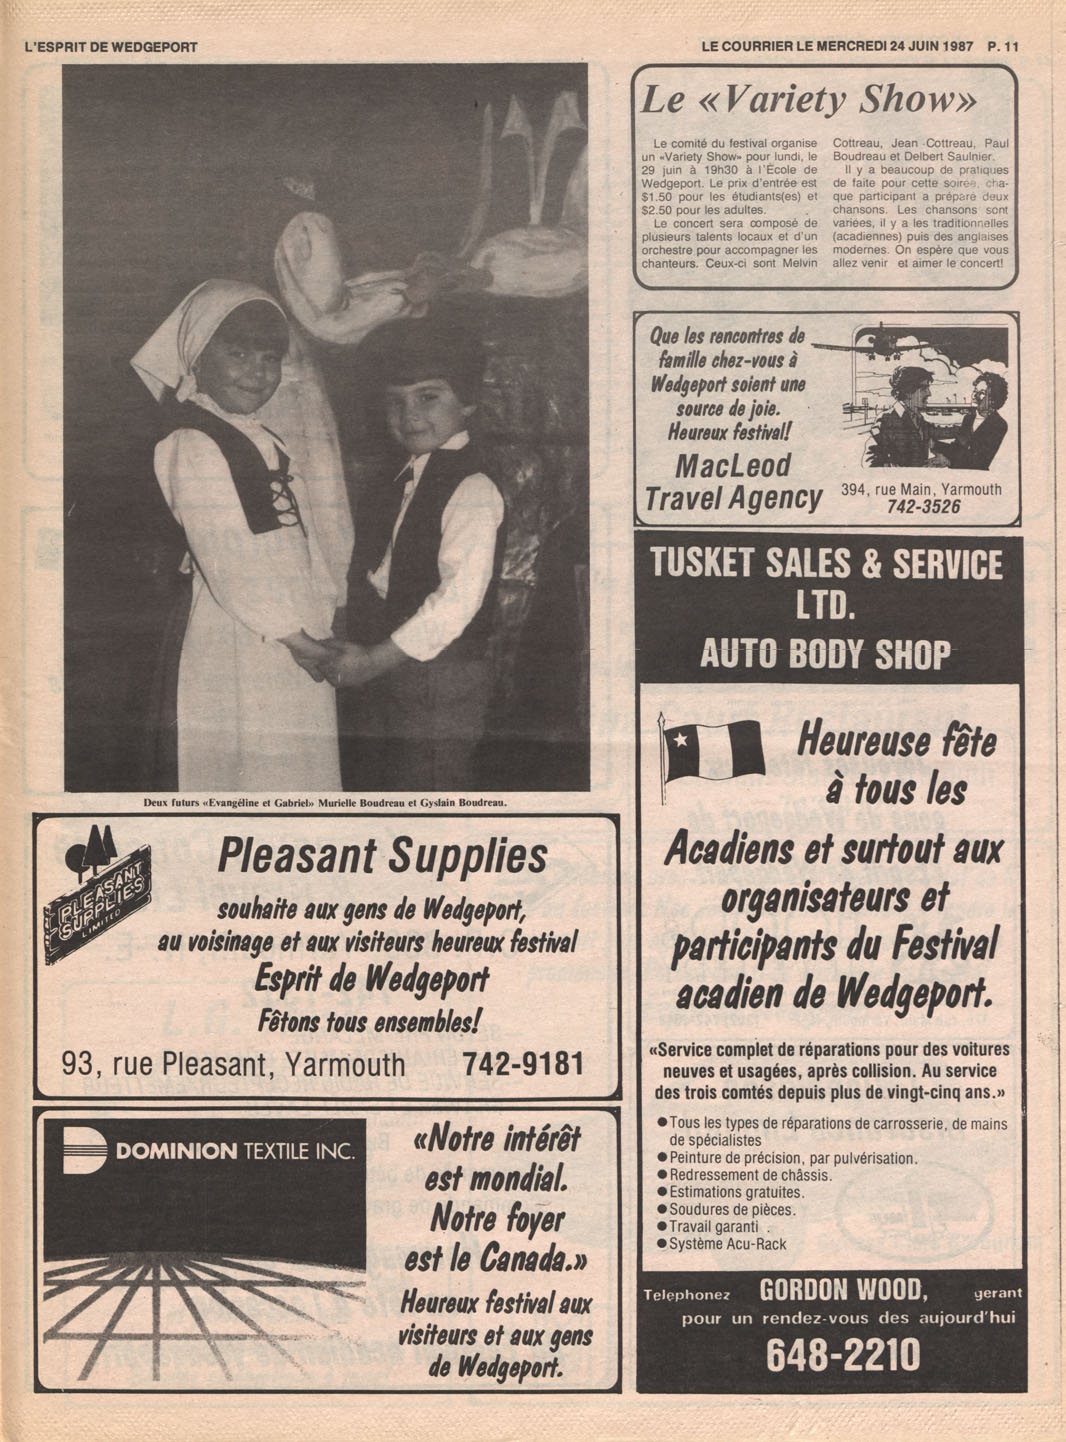 L'ESPRIT DE WEDGEPORT
LE COURRIER LE MERCREDI 24 JUIN 1987 P. 11
Deux futurs «Evangéline et Gabriel» Murielle Boudreau et Gyslain Boudreau.
Le «Variety Show»
Le comité du festival organise
un «Variety Show» pour lundi, le
29 juin à 19h30 à l'École de
Wedgeport. Le prix d'entrée est
$1.50 pour les étudiants(es) et
$2.50 pour les adultes.
Le concert sera composé de
plusieurs talents locaux et d'un
orchestre pour accompagner les
chanteurs. Ceux-ci sont Melvin
Cottreau, Jean Cottreau, Paul
Boudreau et Delbert Saulnier.
Il y a beaucoup de pratiques
de faite pour cette soirée, cha-
que participant a préparé deux
chansons. Les chansons sont
variées, il y a les traditionnelles
(acadiennes) puis des anglaises
modernes. On espère que vous
allez venir et aimer le concert!
Que les rencontres de
famille chez-vous à
Wedgeport soient une
source de joie.
Heureux festival!
MacLeod
Travel Agency
394, rue Main, Yarmouth
742-3526
TUSKET SALES & SERVICE
LTD.
AUTO BODY SHOP
Heureuse fête
à tous les
Acadiens et surtout aux
organisateurs et
participants du Festival
acadien de Wedgeport.
«Service complet de réparations pour des voitures
neuves et usagées, après collision. Au service
des trois comtés depuis plus de vingt-cinq ans.»
●Tous les types de réparations de carrosserie, de mains
de spécialistes
●Peinture de précision, par pulvérisation.
●Redressement de châssis.
●Estimations gratuites.
●Soudures de pièces.
●Travail garanti .
●Système Acu-Rack
Telephonez GORDON WOOD, gerant
pour un rendez-vous des aujourd'hui
648-2210
PLEASANT
SUPPLIES
LIMITED
Pleasant Supplies
souhaite aux gens de Wedgeport,
au voisinage et aux visiteurs heureux festival
Esprit de Wedgeport
Fêtons tous ensembles!
93, rue Pleasant, Yarmouth 742-9181
DOMINION TEXTILE INC.
«Notre intérêt
est mondial.
Notre foyer
est le Canada.»
Heureux festival aux
visiteurs et aux gens
de Wedgeport.